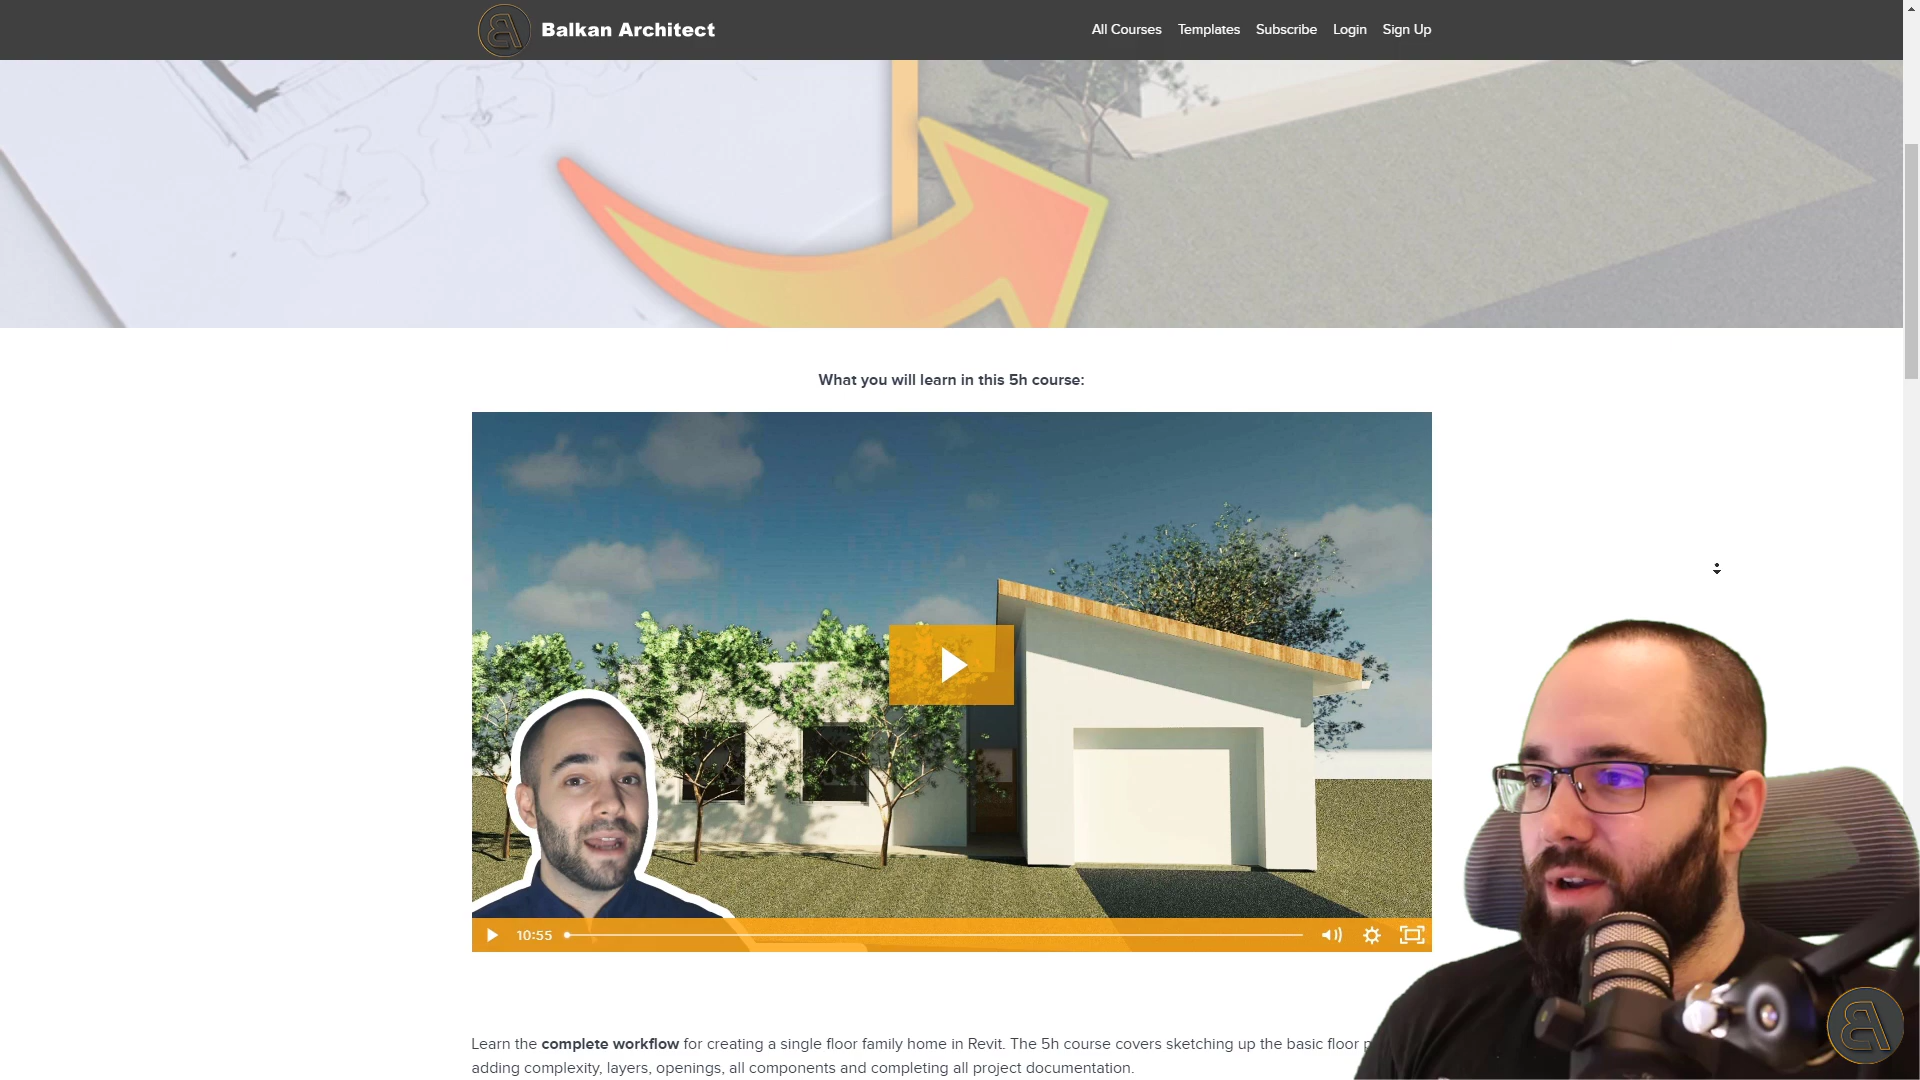 Balkan Architect
All Courses Templates Subscribe Login Sign Up
What you will learn in this 5h course:
10:55
Learn the complete workflow for creating a single floor family home in Revit. The 5h course covers sketching up the basic floor
adding complexity, layers, openings, all components and completing all project documentation.